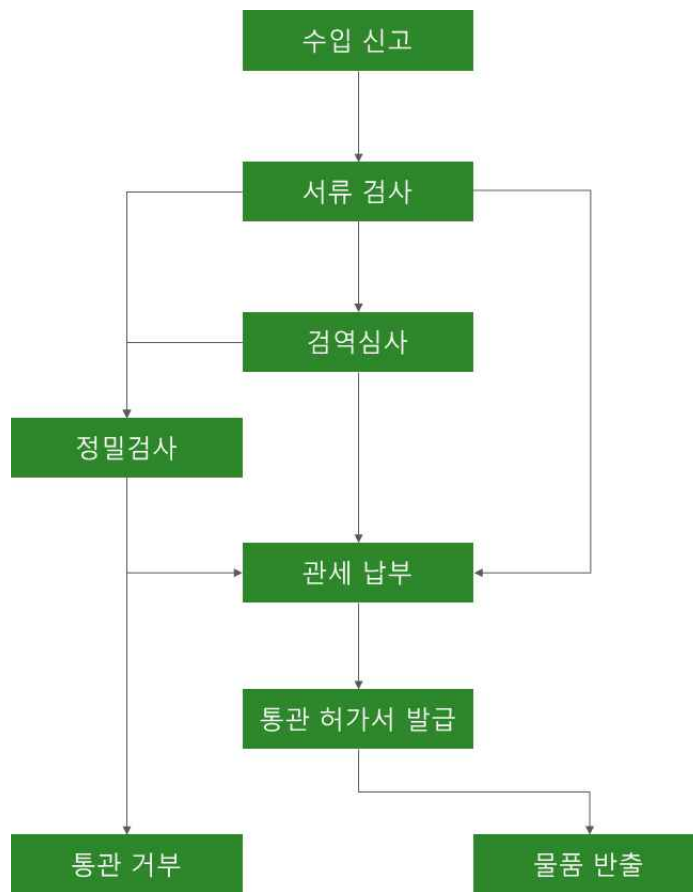 수입 신고
서류 검사
검역심사
정밀검사
관세 납부
통관 허가서 발급
통관 거부
물품 반출